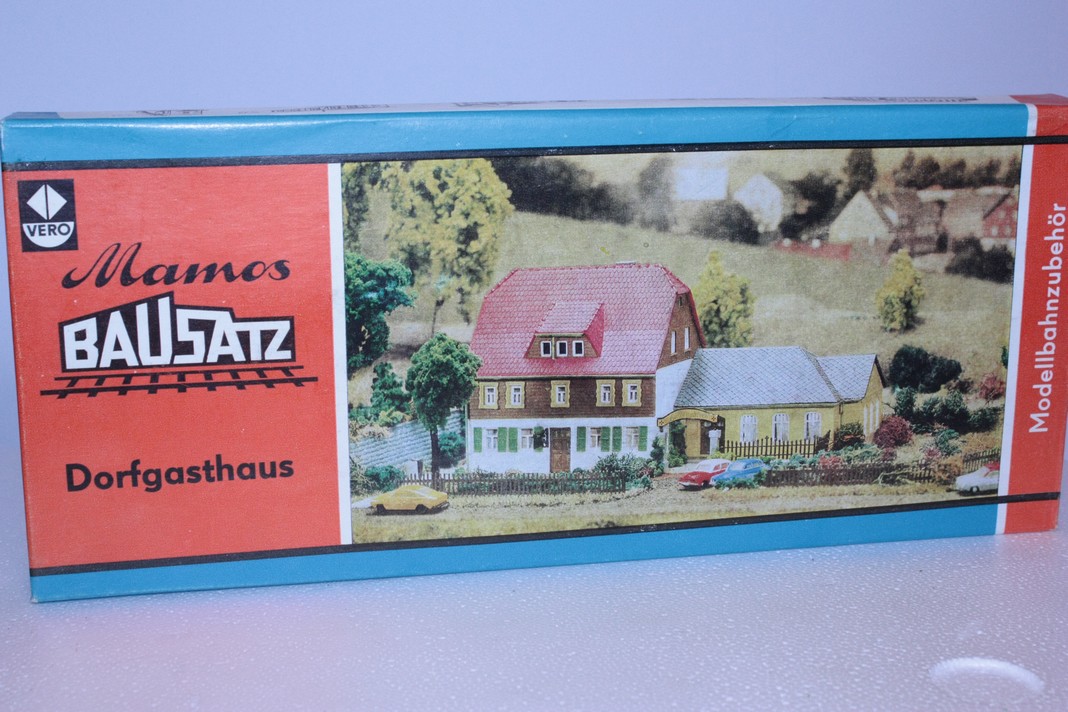 VERO
Mamos
BAUSATZ
Dorfgasthaus
Modellbahnzubehör